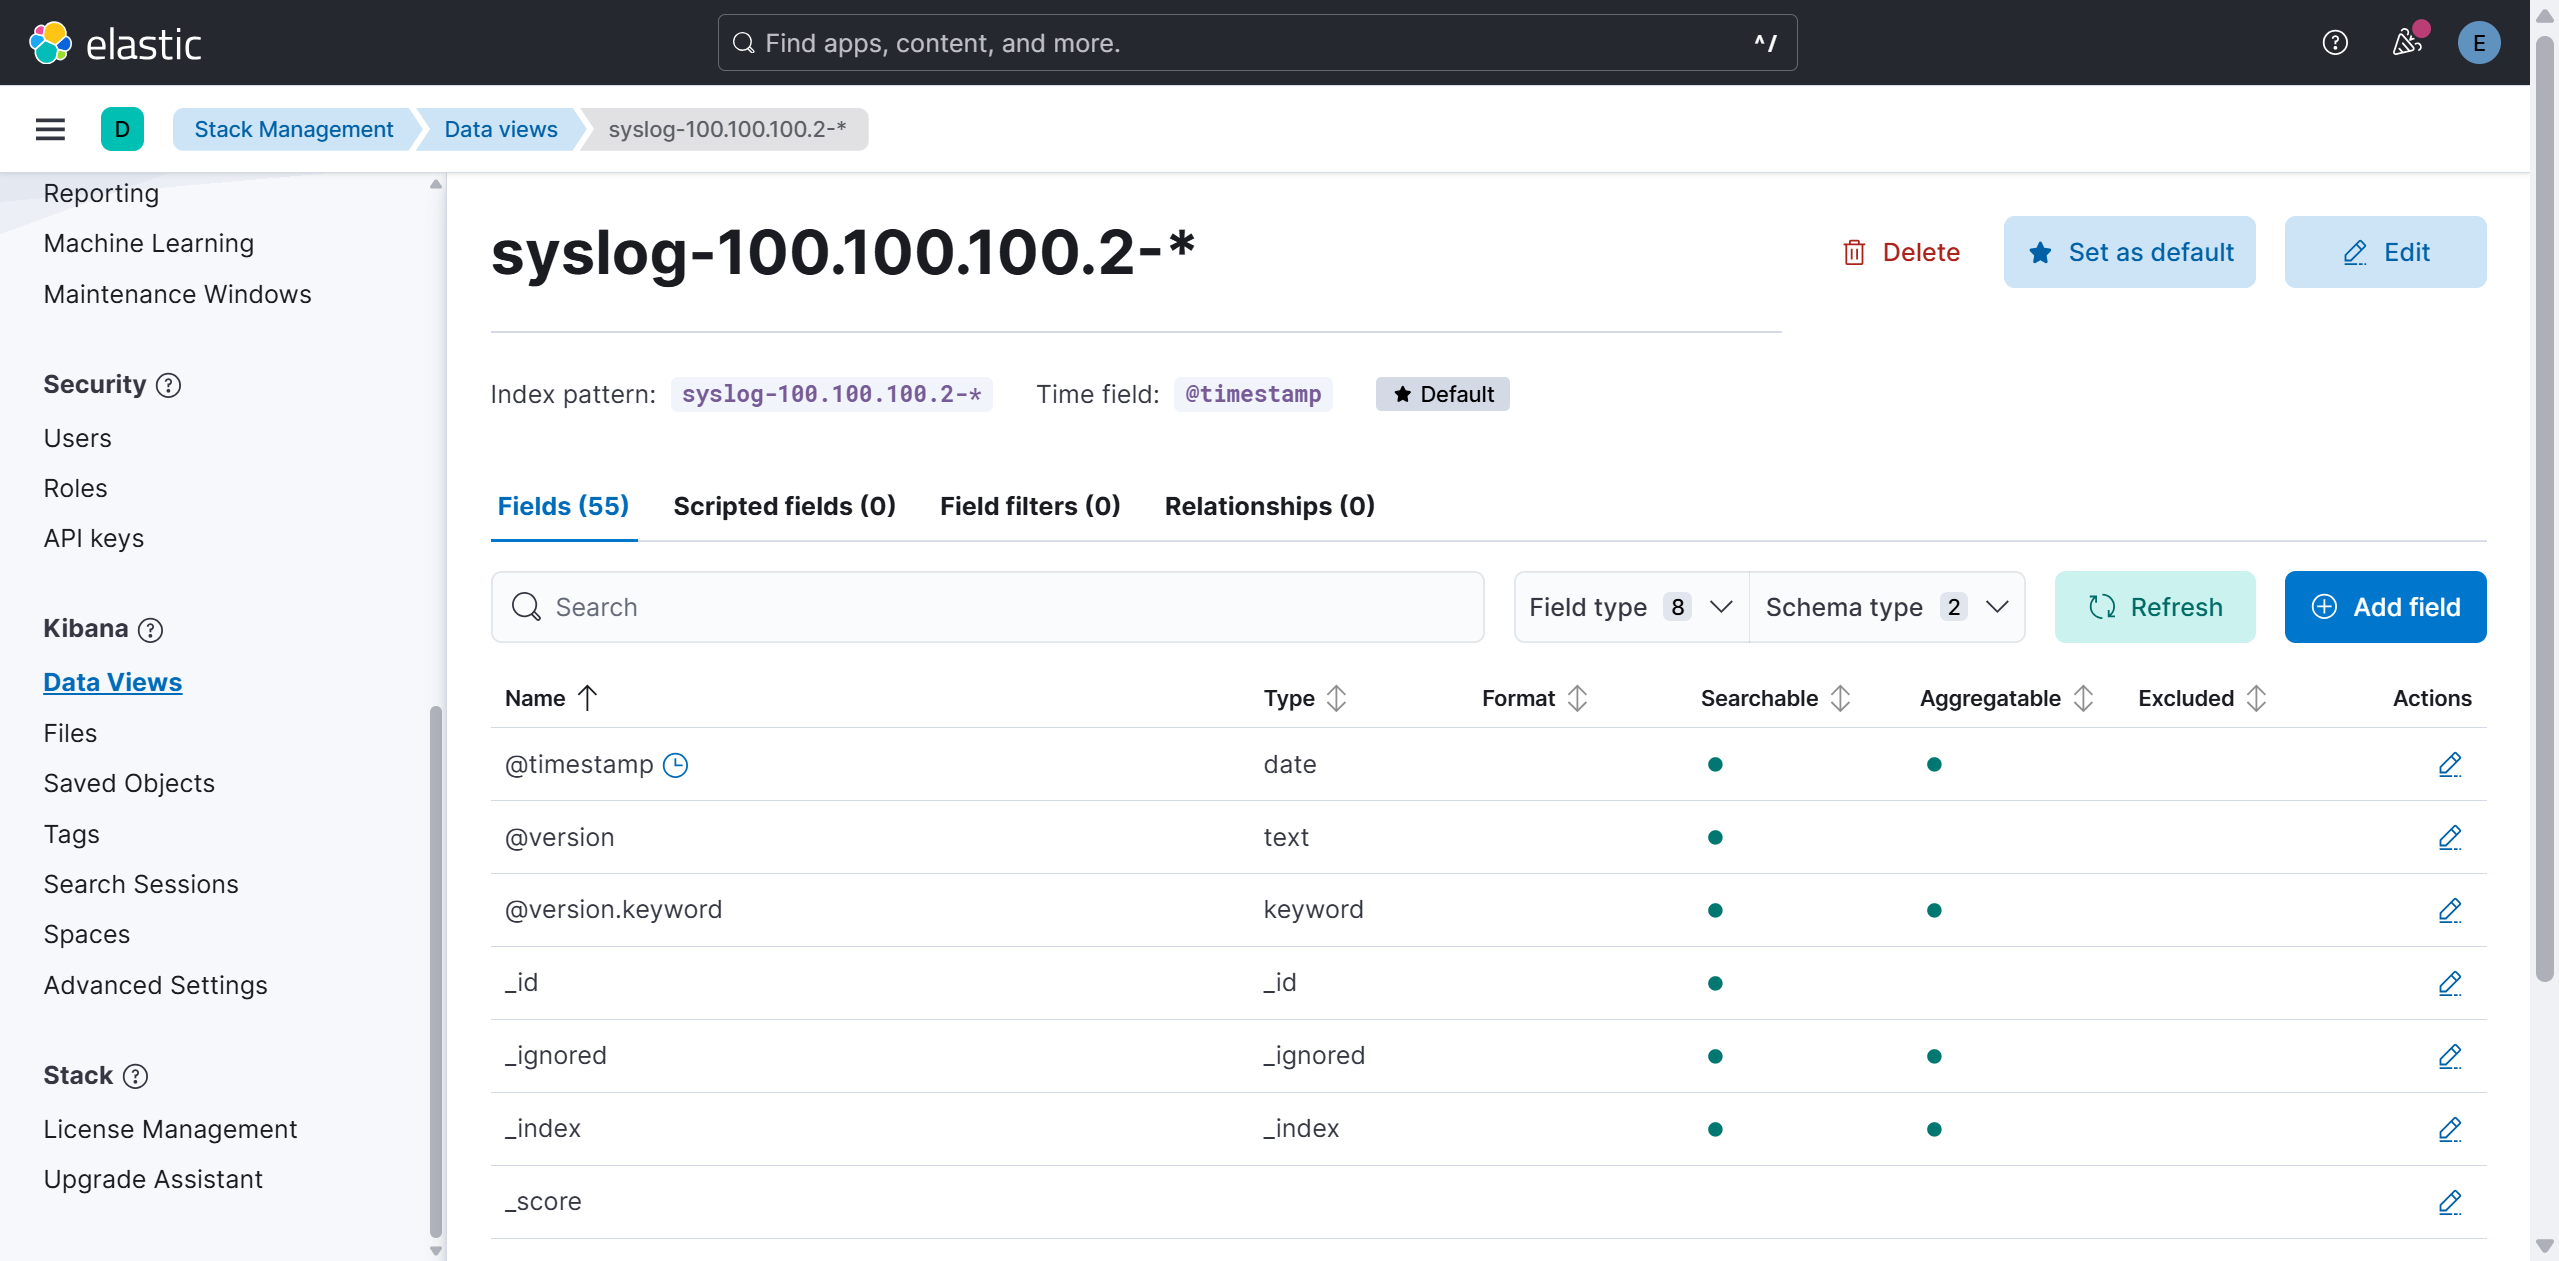 elastic
Find apps, content, and more.
^/
E
D
Stack Management
Data views
syslog-100.100.100.2-*
Reporting
Machine Learning
Maintenance Windows
Security
Users
Roles
API keys
Kibana
Data Views
Files
Saved Objects
Tags
Search Sessions
Spaces
Advanced Settings
Stack
License Management
Upgrade Assistant
syslog-100.100.100.2-*
Delete
Set as default
Edit
Index pattern: syslog-100.100.100.2-* Time field: @timestamp Default
Fields (55) Scripted fields (0) Field filters (0) Relationships (0)
Search
Field type 8
Schema type 2
Refresh
Add field
Name Type Format Searchable Aggregatable Excluded Actions
@timestamp date
@version text
@version.keyword keyword
_id _id
_ignored _ignored
_index _index
_score